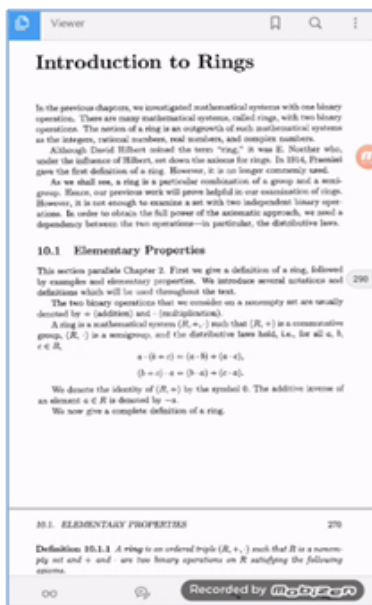 Viewer
Introduction to Rings
In the previous chapters, we investigated mathematical systems with one binary
operation. There are many mathematical systems, called rings, with two binary
operations. The notion of a ring is an outgrowth of such mathematical systems
as the integers, rational numbers, real numbers, and complex numbers.
Although David Hilbert coined the term "ring," it was E. Noether who,
under the influence of Hilbert, set down the axioms for rings. In 1914, Fraenkel
gave the first definition of a ring. However, it is no longer commonly used.
As we shall see, a ring is a particular combination of a group and a semi-
group. Hence, our previous work will prove helpful in our examination of rings.
However, it is not enough to examine a set with two independent binary oper-
ations. In order to obtain the full power of the axiomatic approach, we need a
dependency between the two operations—in particular, the distributive laws.
10.1 Elementary Properties
This section parallels Chapter 2. First we give a definition of a ring, followed
by examples and elementary properties. We introduce several notations and
definitions which will be used throughout the text.
290
The two binary operations that we consider on a nonempty set are usually
denoted by + (addition) and · (multiplication).
A ring is a mathematical system (R, +, ·) such that (R, +) is a commutative
group, (R, ·) is a semigroup, and the distributive laws hold, i.e., for all a, b,
c ∈ R,
a · (b + c) = (a · b) + (a · c),
(b + c) · a = (b · a) + (c · a).
We denote the identity of (R, +) by the symbol 0. The additive inverse of
an element a ∈ R is denoted by −a.
We now give a complete definition of a ring.
10.1. ELEMENTARY PROPERTIES 279
Definition 10.1.1 A ring is an ordered triple (R, +, ·) such that R is a nonem-
pty set and + and · are two binary operations on R satisfying the following
axioms.
Recorded by Mobizen